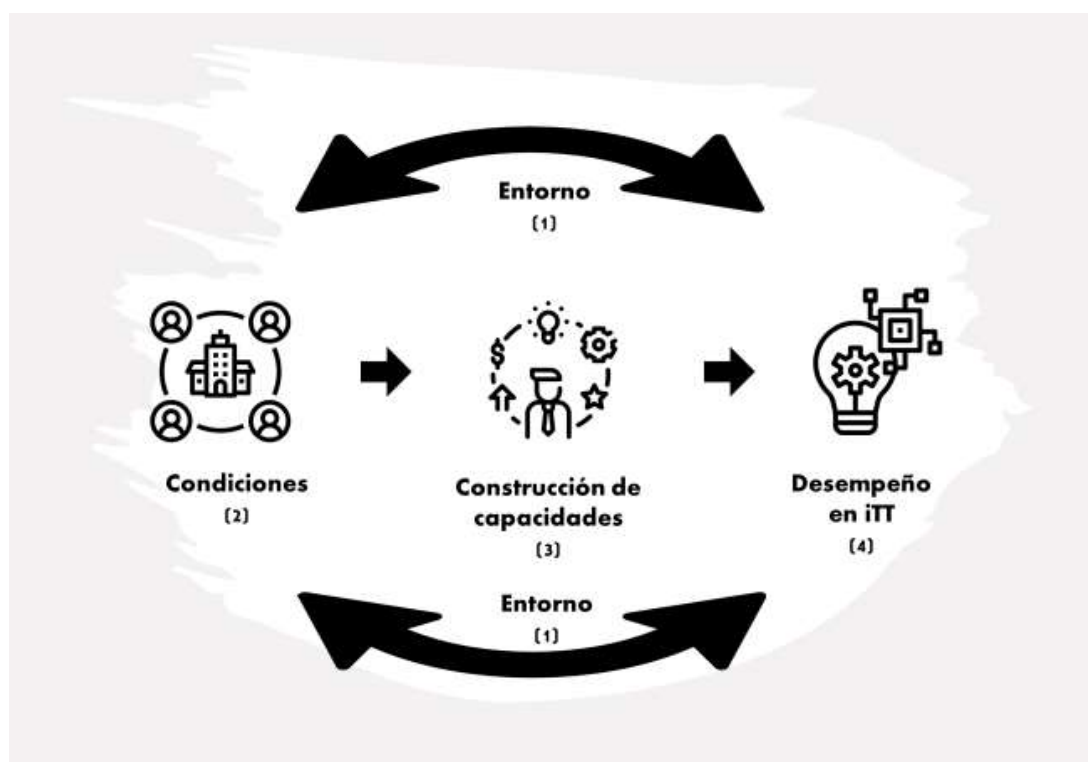 Entorno
(1)
Condiciones
(2)
Construcción de
capacidades
(3)
Desempeño
en iTT
(4)
Entorno
(1)